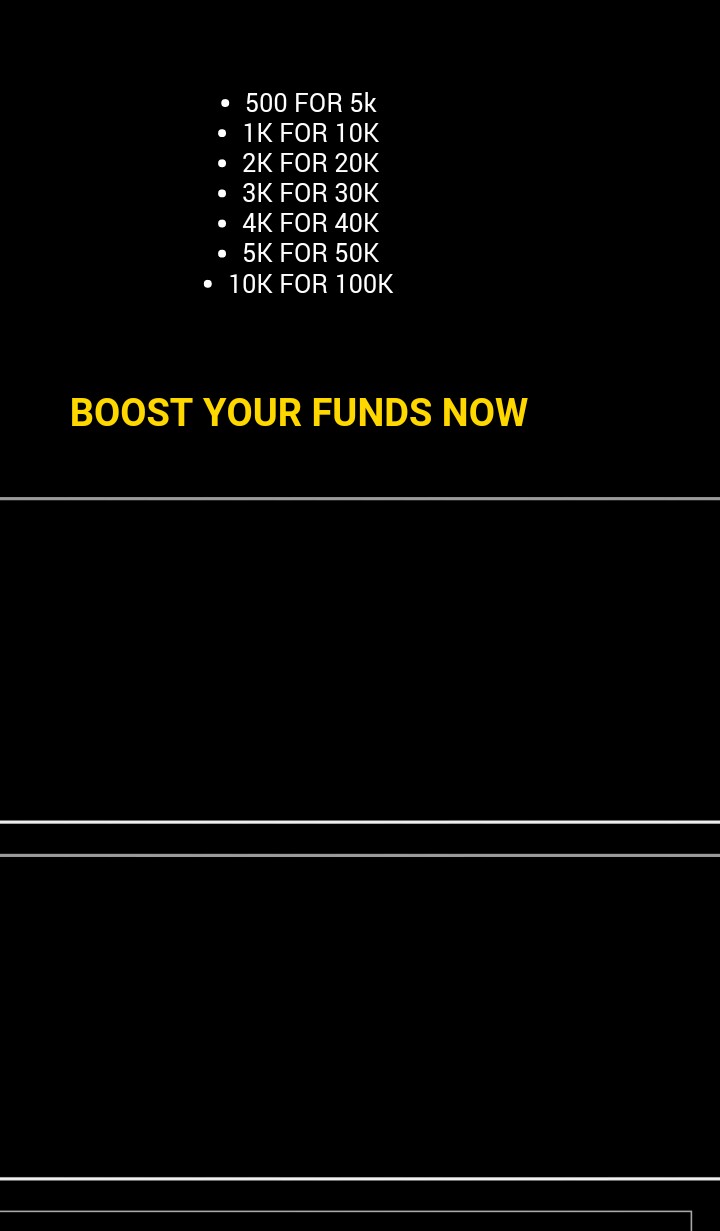 • 500 FOR 5k
• 1K FOR 10K
• 2K FOR 20K
• 3K FOR 30K
• 4K FOR 40K
• 5K FOR 50K
• 10K FOR 100K
BOOST YOUR FUNDS NOW